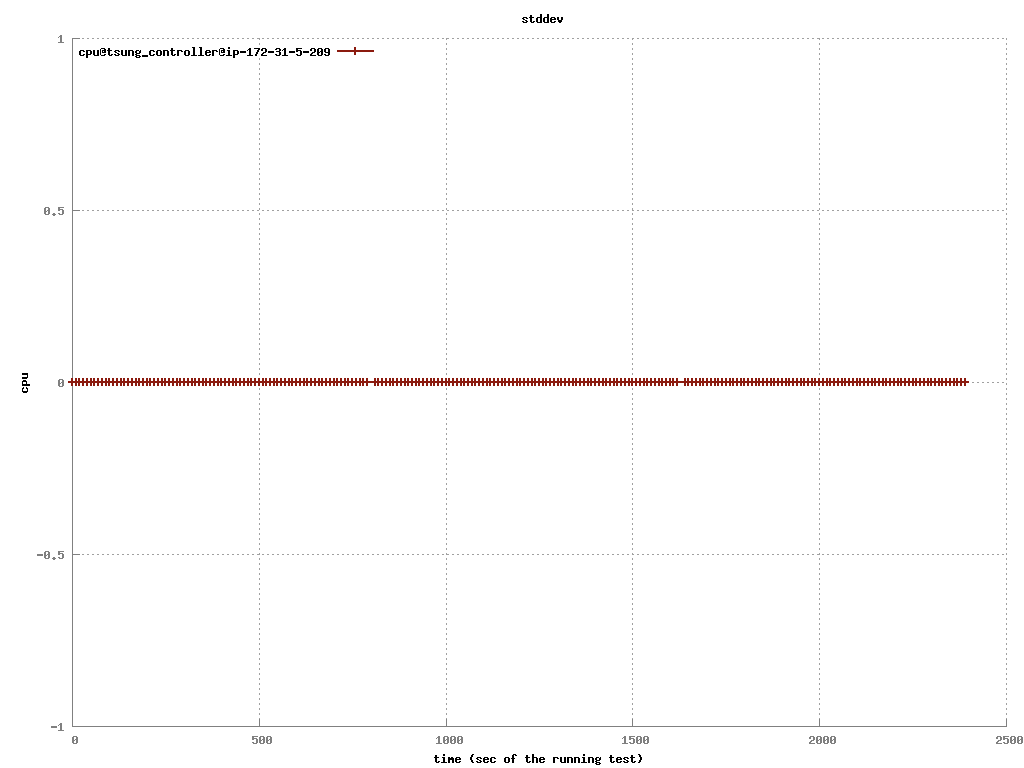 stddev
cpu@tsung_controller@ip-172-31-5-209
1
0.5
0
-0.5
-1
cpu
0 500 1000 1500 2000 2500
time (sec of the running test)